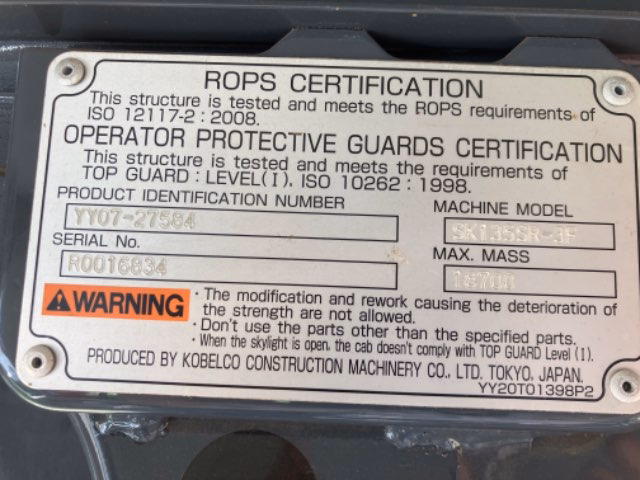 ROPS CERTIFICATION
This structure is tested and meets the ROPS requirements of
ISO 12117-2 : 2008.
OPERATOR PROTECTIVE GUARDS CERTIFICATION
This structure is tested and meets the requirements of
TOP GUARD : LEVEL(I). ISO 10262 : 1998.
PRODUCT IDENTIFICATION NUMBER
YY07-27584
MACHINE MODEL
SK135SR-3F
SERIAL No.
R0016834
MAX. MASS
WARNING
· The modification and rework causing the deterioration of
the strength are not allowed.
· Don't use the parts other than the specified parts.
· When the skylight is open, the cab doesn't comply with TOP GUARD Level (I).
PRODUCED BY KOBELCO CONSTRUCTION MACHINERY CO., LTD. TOKYO, JAPAN.
YY20T01398P2